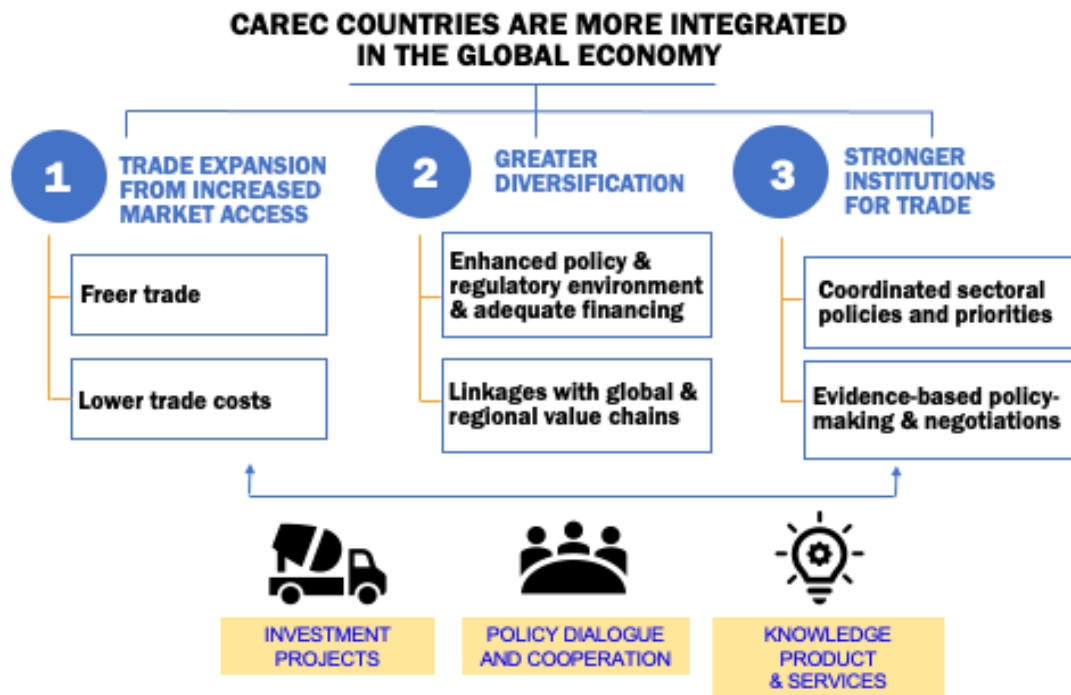 CAREC COUNTRIES ARE MORE INTEGRATED
IN THE GLOBAL ECONOMY
1
TRADE EXPANSION
FROM INCREASED
MARKET ACCESS
Freer trade
Lower trade costs
2
GREATER
DIVERSIFICATION
Enhanced policy &
regulatory environment
& adequate financing
Linkages with global &
regional value chains
3
STRONGER
INSTITUTIONS
FOR TRADE
Coordinated sectoral
policies and priorities
Evidence-based policy-
making & negotiations
INVESTMENT
PROJECTS
POLICY DIALOGUE
AND COOPERATION
KNOWLEDGE
PRODUCT
& SERVICES